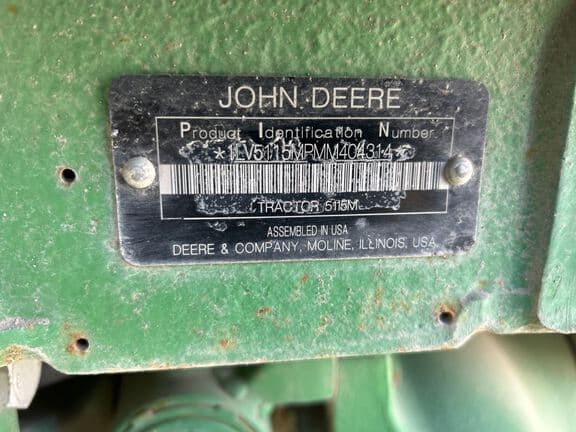 JOHN DEERE
Product Identification Number
*1LV5115MPMM404314*
TRACTOR 5115M
ASSEMBLED IN USA
DEERE & COMPANY, MOLINE, ILLINOIS, USA